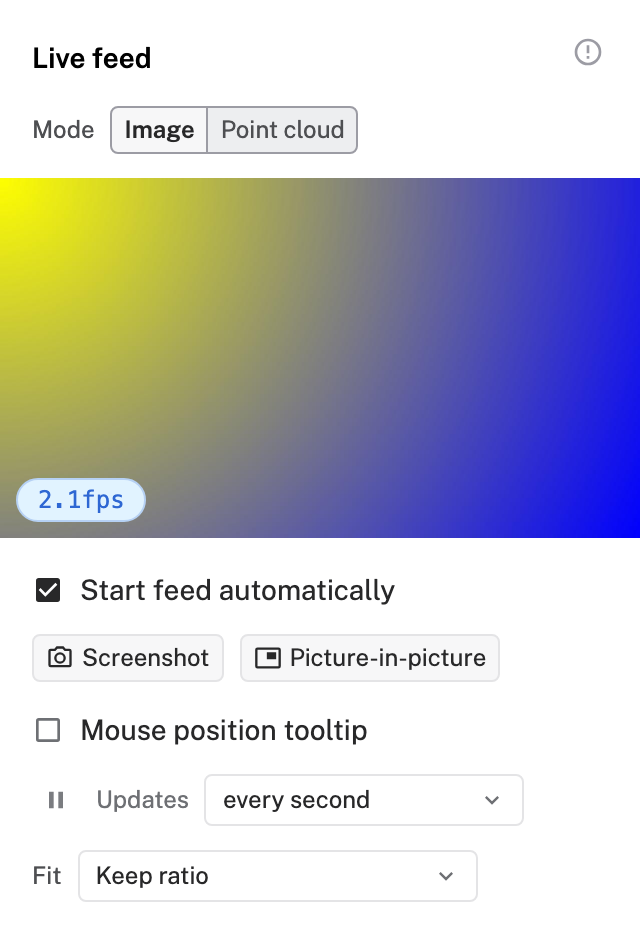 Live feed
Mode Image Point cloud
2.1fps
Start feed automatically
Screenshot Picture-in-picture
Mouse position tooltip
Updates every second
Fit Keep ratio